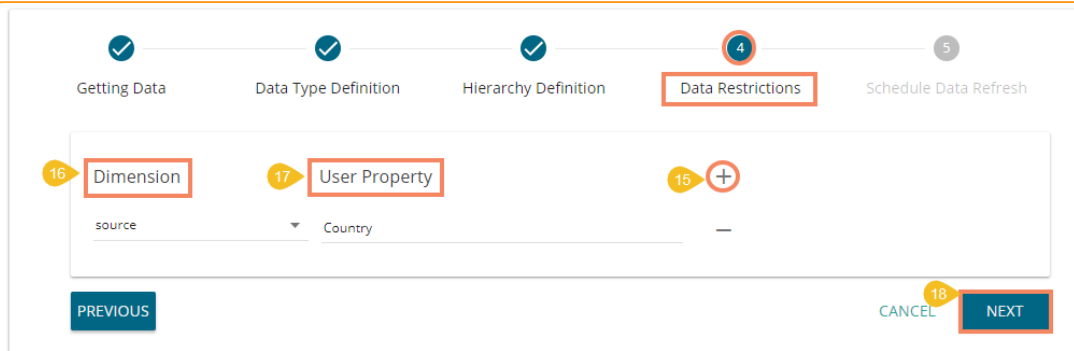 4 5
Getting Data Data Type Definition Hierarchy Definition Data Restrictions Schedule Data Refresh
16 Dimension 17 User Property 15 +
source Country −
18
PREVIOUS CANCEL NEXT